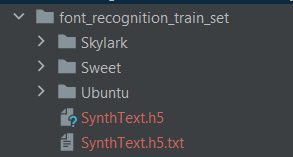 font_recognition_train_set
Skylark
Sweet
Ubuntu
SynthText.h5
SynthText.h5.txt